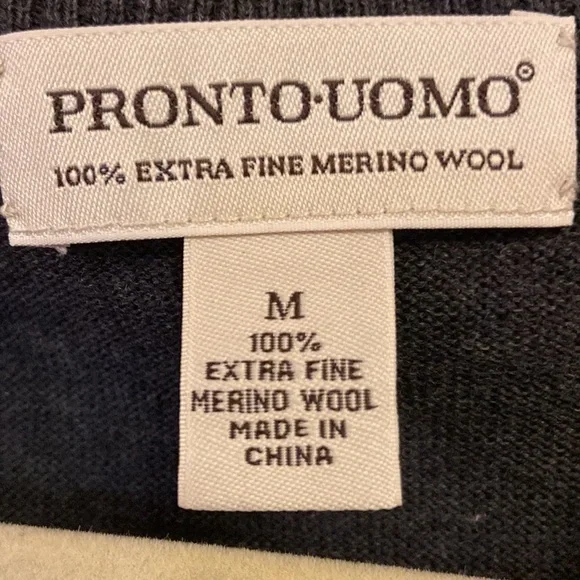 PRONTO·UOMO®
100% EXTRA FINE MERINO WOOL
M
100%
EXTRA FINE
MERINO WOOL
MADE IN
CHINA